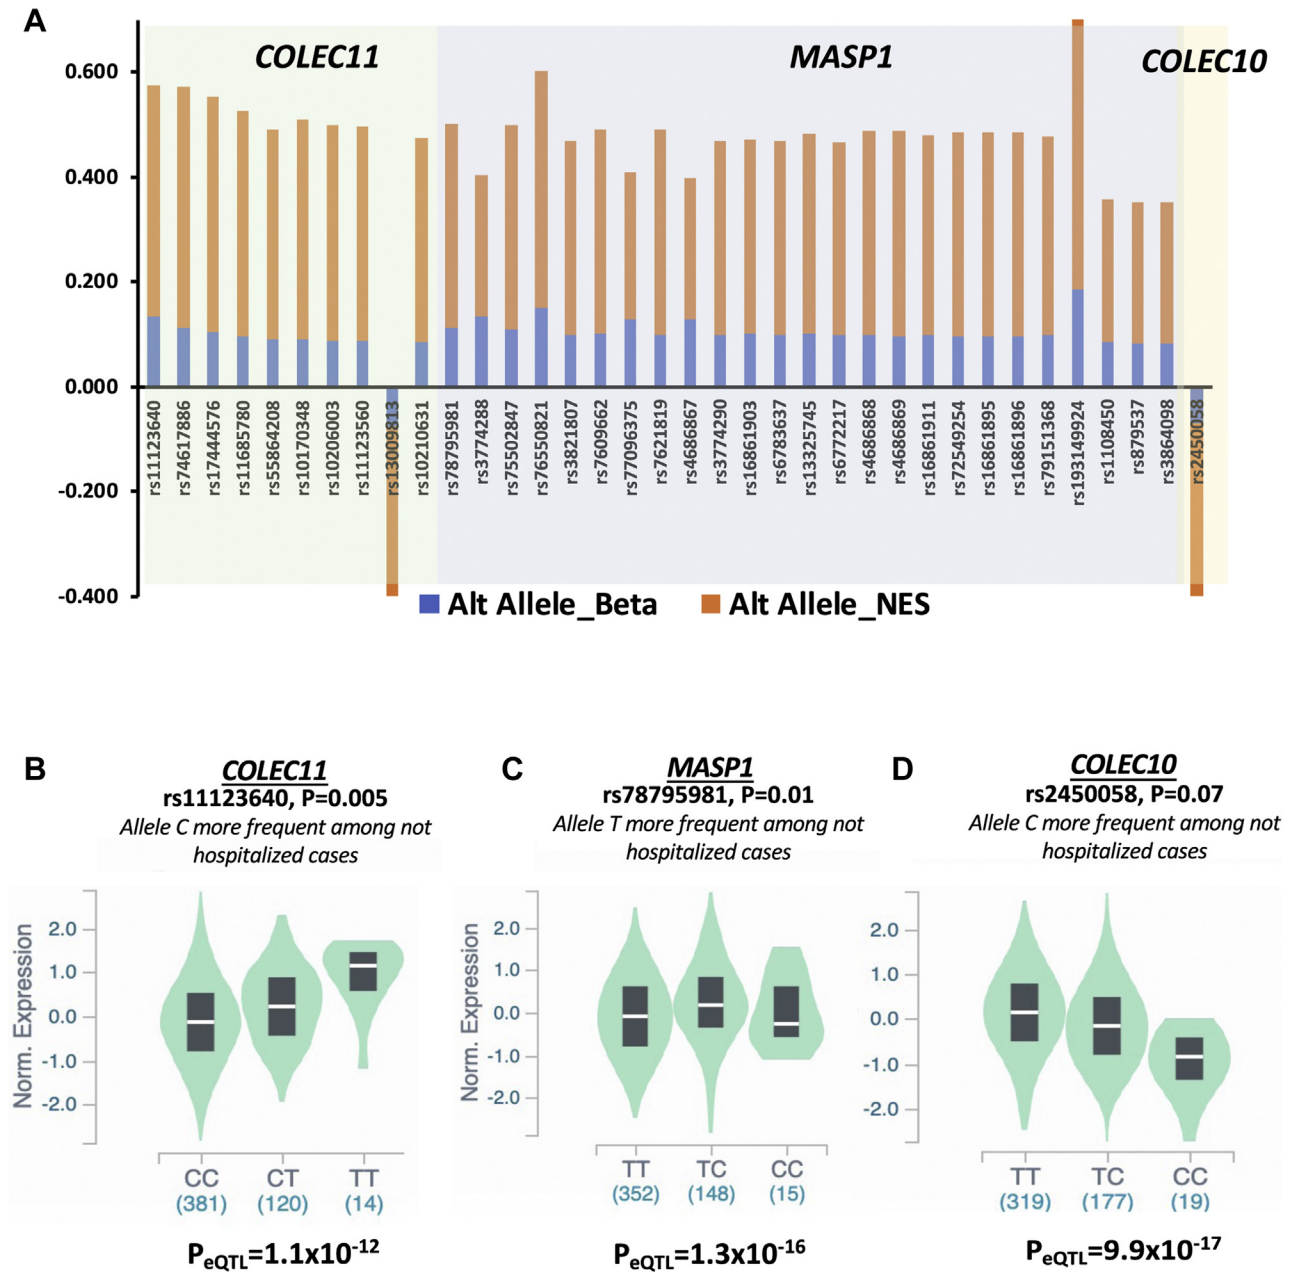 A
COLEC11
MASP1
COLEC10
0.600
0.400
0.200
0.000
-0.200
-0.400
rs11123640
rs74617886
rs17444576
rs11685780
rs55864208
rs10170348
rs10206003
rs11123560
rs13009813
rs10210631
rs78795981
rs3774288
rs75502847
rs76550821
rs3821807
rs7609662
rs77096375
rs7621819
rs4686867
rs3774290
rs16861903
rs6783637
rs13325745
rs6772217
rs4686868
rs4686869
rs16861911
rs72549254
rs16861895
rs16861896
rs79151368
rs193149924
rs1108450
rs879537
rs3864098
rs2450058
Alt Allele_Beta
Alt Allele_NES
B
COLEC11
rs11123640, P=0.005
Allele C more frequent among not
hospitalized cases
Norm. Expression
2.0
1.0
0.0
-1.0
-2.0
CC
CT
TT
(381)
(120)
(14)
PeQTL=1.1x10-12
C
MASP1
rs78795981, P=0.01
Allele T more frequent among not
hospitalized cases
Norm. Expression
2.0
1.0
0.0
-1.0
-2.0
TT
TC
CC
(352)
(148)
(15)
PeQTL=1.3x10-16
D
COLEC10
rs2450058, P=0.07
Allele C more frequent among not
hospitalized cases
2.0
1.0
0.0
-1.0
-2.0
TT
TC
CC
(319)
(177)
(19)
PeQTL=9.9x10-17